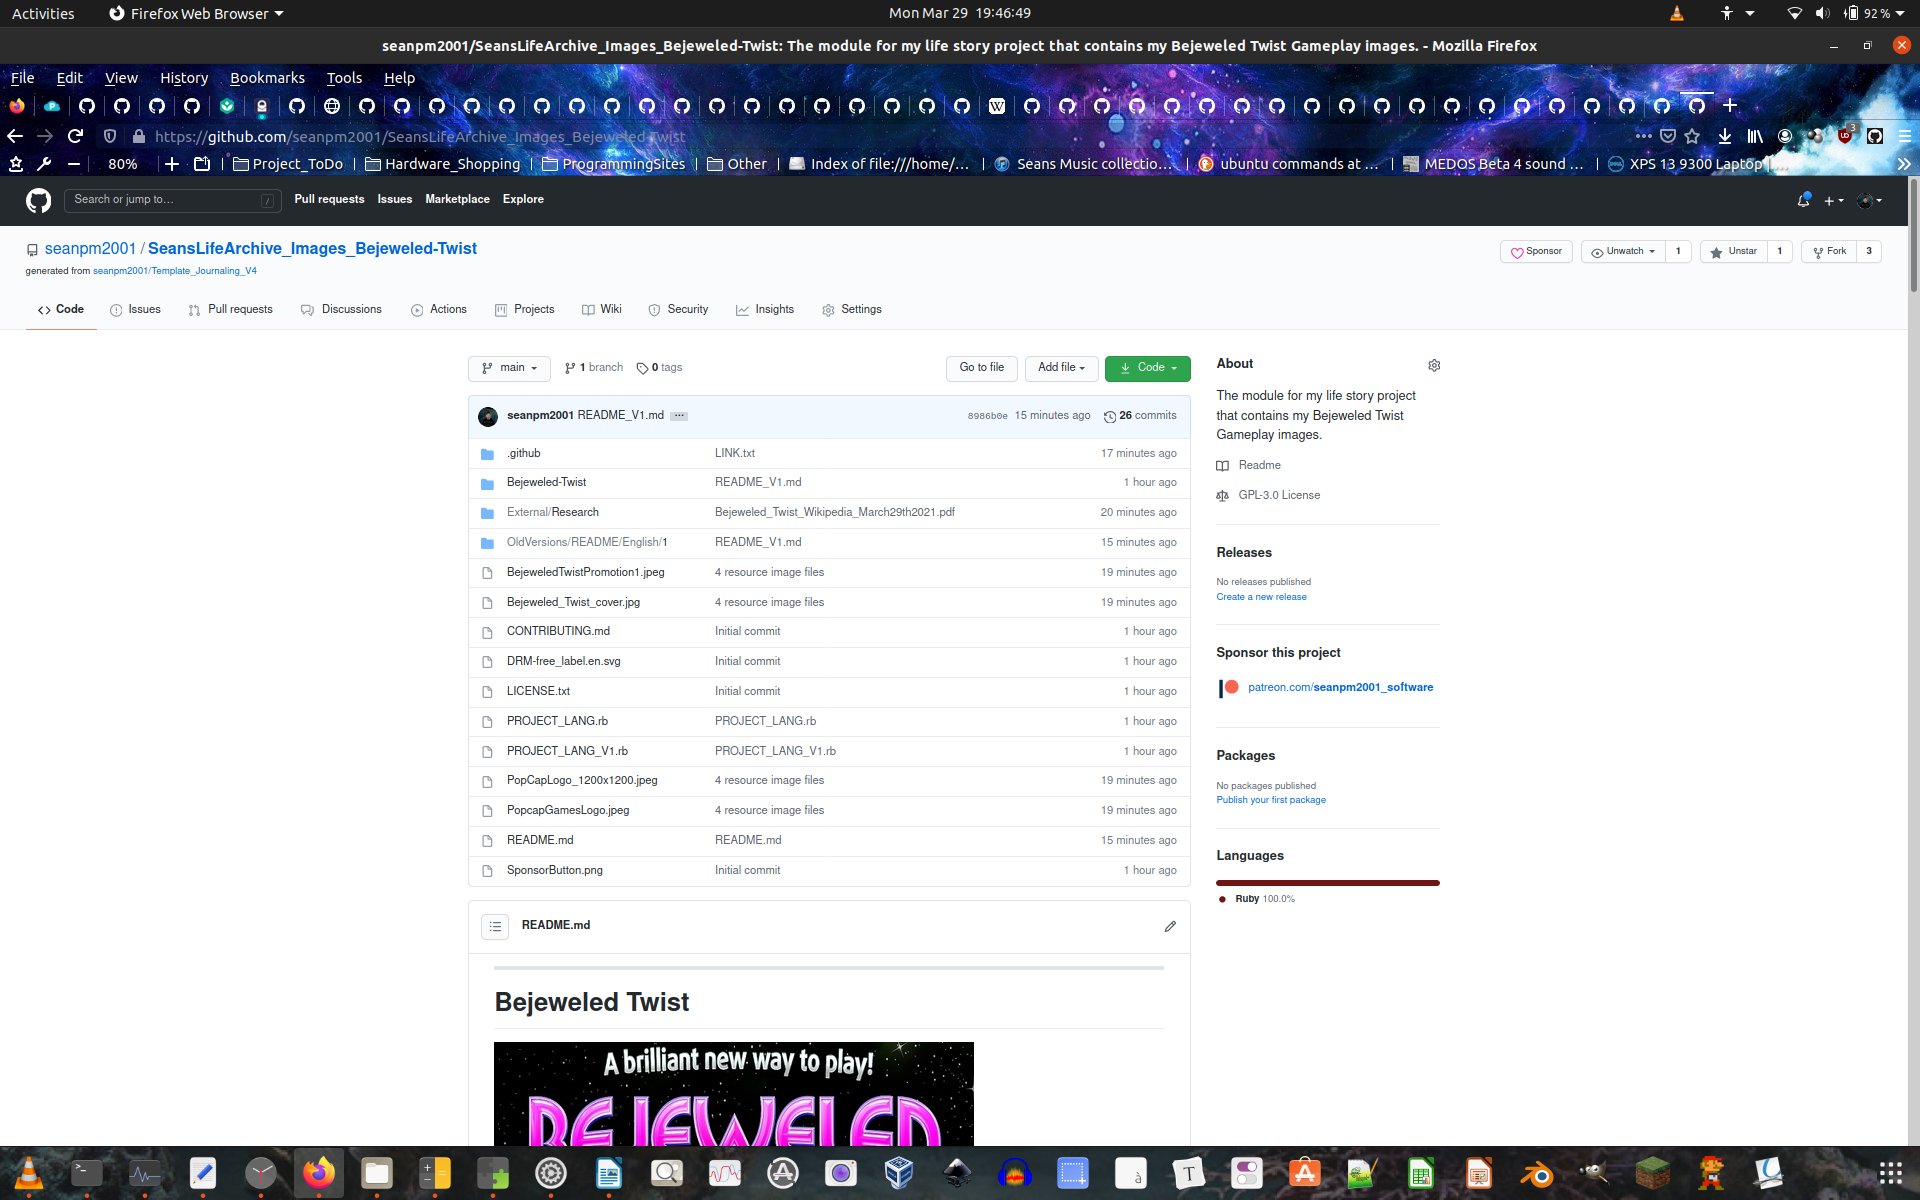 Activities Firefox Web Browser Mon Mar 29 19:46:49 92 %
seanpm2001/SeansLifeArchive_Images_Bejeweled-Twist: The module for my life story project that contains my Bejeweled Twist Gameplay images. - Mozilla Firefox
File Edit View History Bookmarks Tools Help
https://github.com/seanpm2001/SeansLifeArchive_Images_Bejeweled-Twist 3
80% Project_ToDo Hardware_Shopping ProgrammingSites Other Index of file:///home/... Seans Music collectio... ubuntu commands at ... MEDOS Beta 4 sound ... XPS 13 9300 Laptop
Search or jump to... / Pull requests Issues Marketplace Explore
seanpm2001 / SeansLifeArchive_Images_Bejeweled-Twist Sponsor Unwatch 1 Unstar 1 Fork 3
generated from seanpm2001/Template_Journaling_V4
Code Issues Pull requests Discussions Actions Projects Wiki Security Insights Settings
main 1 branch 0 tags Go to file Add file Code
seanpm2001 README_V1.md ... 8986b0e 15 minutes ago 26 commits
.github LINK.txt 17 minutes ago
Bejeweled-Twist README_V1.md 1 hour ago
External/Research Bejeweled_Twist_Wikipedia_March29th2021.pdf 20 minutes ago
OldVersions/README/English/1 README_V1.md 15 minutes ago
BejeweledTwistPromotion1.jpeg 4 resource image files 19 minutes ago
Bejeweled_Twist_cover.jpg 4 resource image files 19 minutes ago
CONTRIBUTING.md Initial commit 1 hour ago
DRM-free_label.en.svg Initial commit 1 hour ago
LICENSE.txt Initial commit 1 hour ago
PROJECT_LANG.rb PROJECT_LANG.rb 1 hour ago
PROJECT_LANG_V1.rb PROJECT_LANG_V1.rb 1 hour ago
PopCapLogo_1200x1200.jpeg 4 resource image files 19 minutes ago
PopcapGamesLogo.jpeg 4 resource image files 19 minutes ago
README.md README.md 15 minutes ago
SponsorButton.png Initial commit 1 hour ago
README.md
Bejeweled Twist
A brilliant new way to play!
BEJEWELED
About
The module for my life story project
that contains my Bejeweled Twist
Gameplay images.
Readme
GPL-3.0 License
Releases
No releases published
Create a new release
Sponsor this project
patreon.com/seanpm2001_software
Packages
No packages published
Publish your first package
Languages
Ruby 100.0%